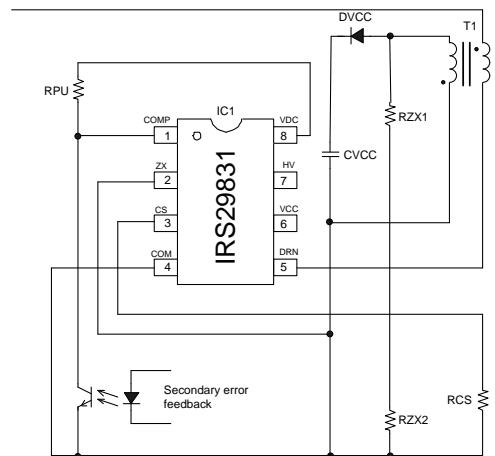 DVCC
T1
RPU
IC1
COMP
VDC
RZX1
1
8
ZX
HV
CVCC
2
7
CS
VCC
3
6
COM
DRN
4
5
IRS29831
Secondary error
feedback
RCS
RZX2